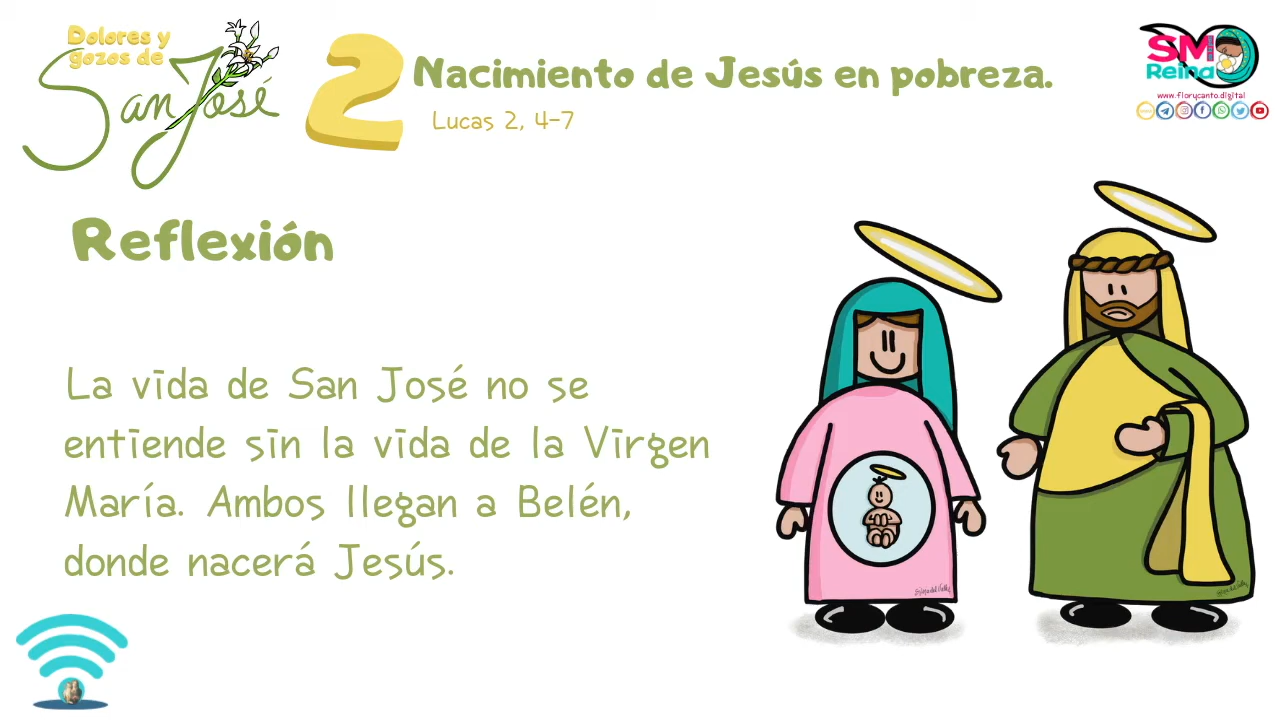 Dolores y
gozos de
San José
2
Nacimiento de Jesús en pobreza.
Lucas 2, 4-7
SM
Reina
www.florycanto.digital
Reflexión
La vida de San José no se
entiende sin la vida de la Virgen
María. Ambos llegan a Belén,
donde nacerá Jesús.